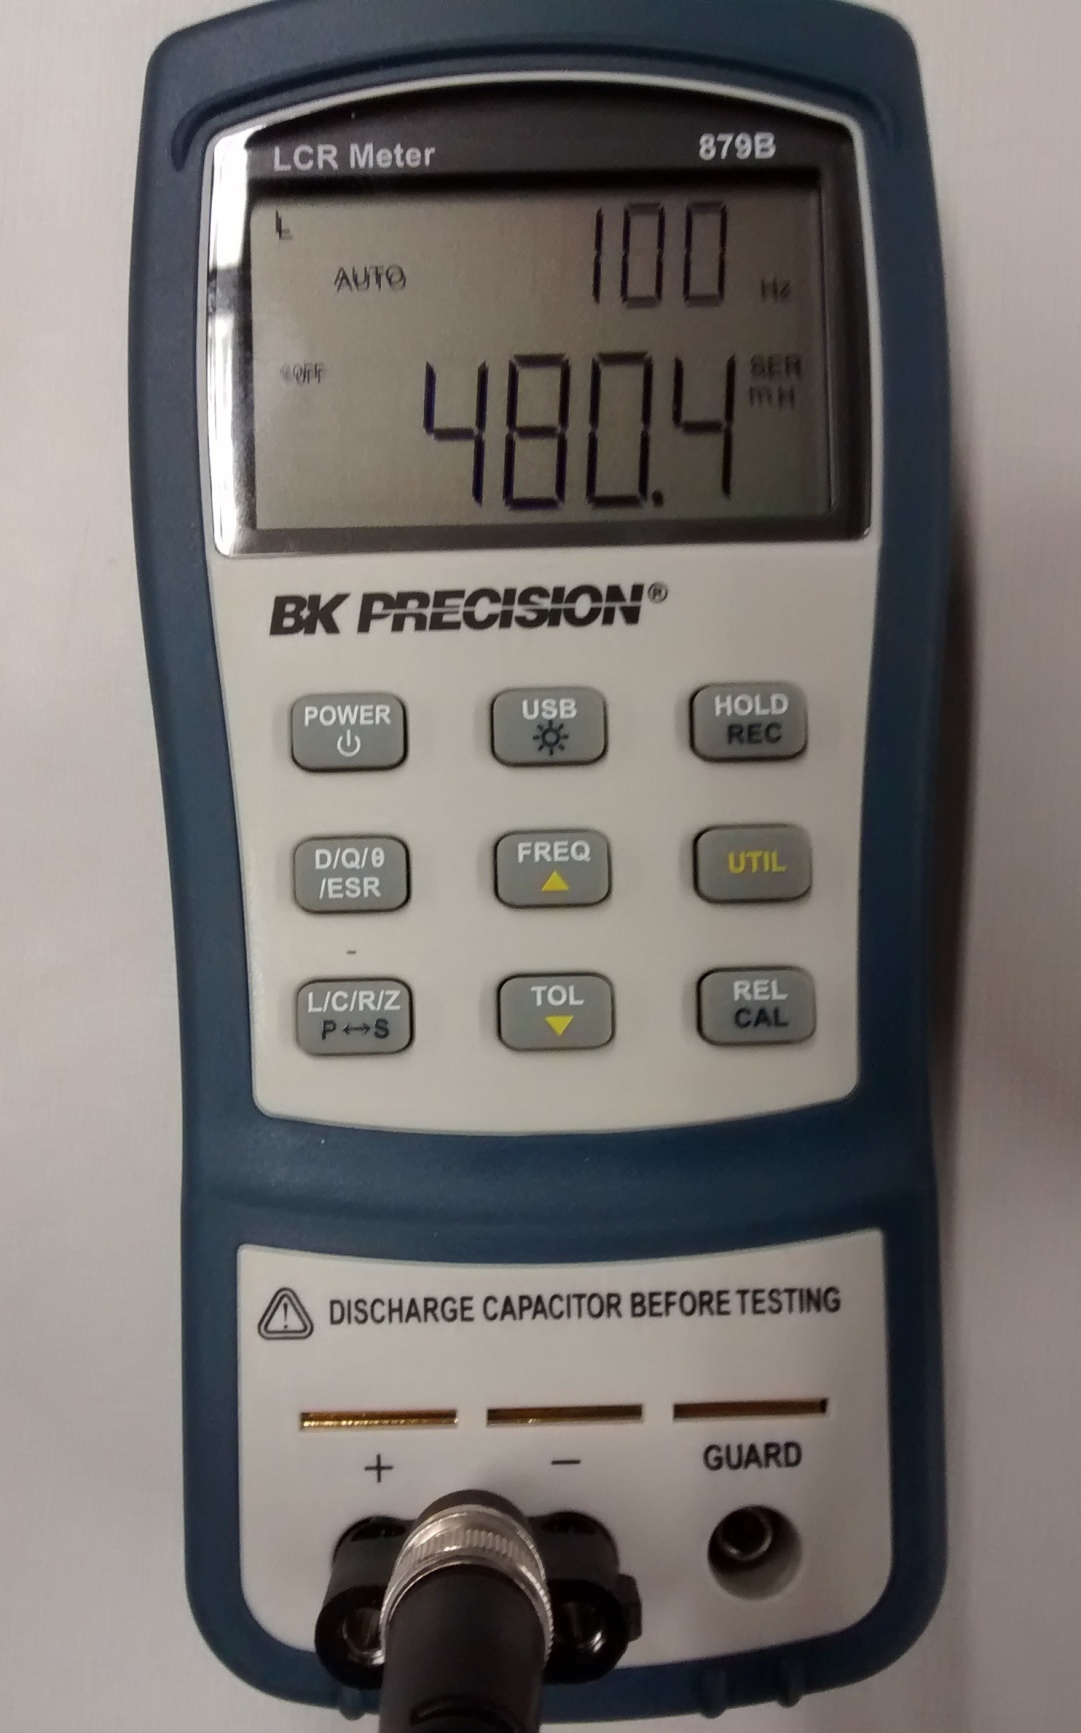 LCR Meter 879B
L 100 Hz
AUTO
OFF 480.4 SER
mH
BK PRECISION®
POWER USB HOLD
REC
D/Q/θ FREQ UTIL
/ESR
L/C/R/Z TOL REL
P↔S CAL
DISCHARGE CAPACITOR BEFORE TESTING
+ − GUARD